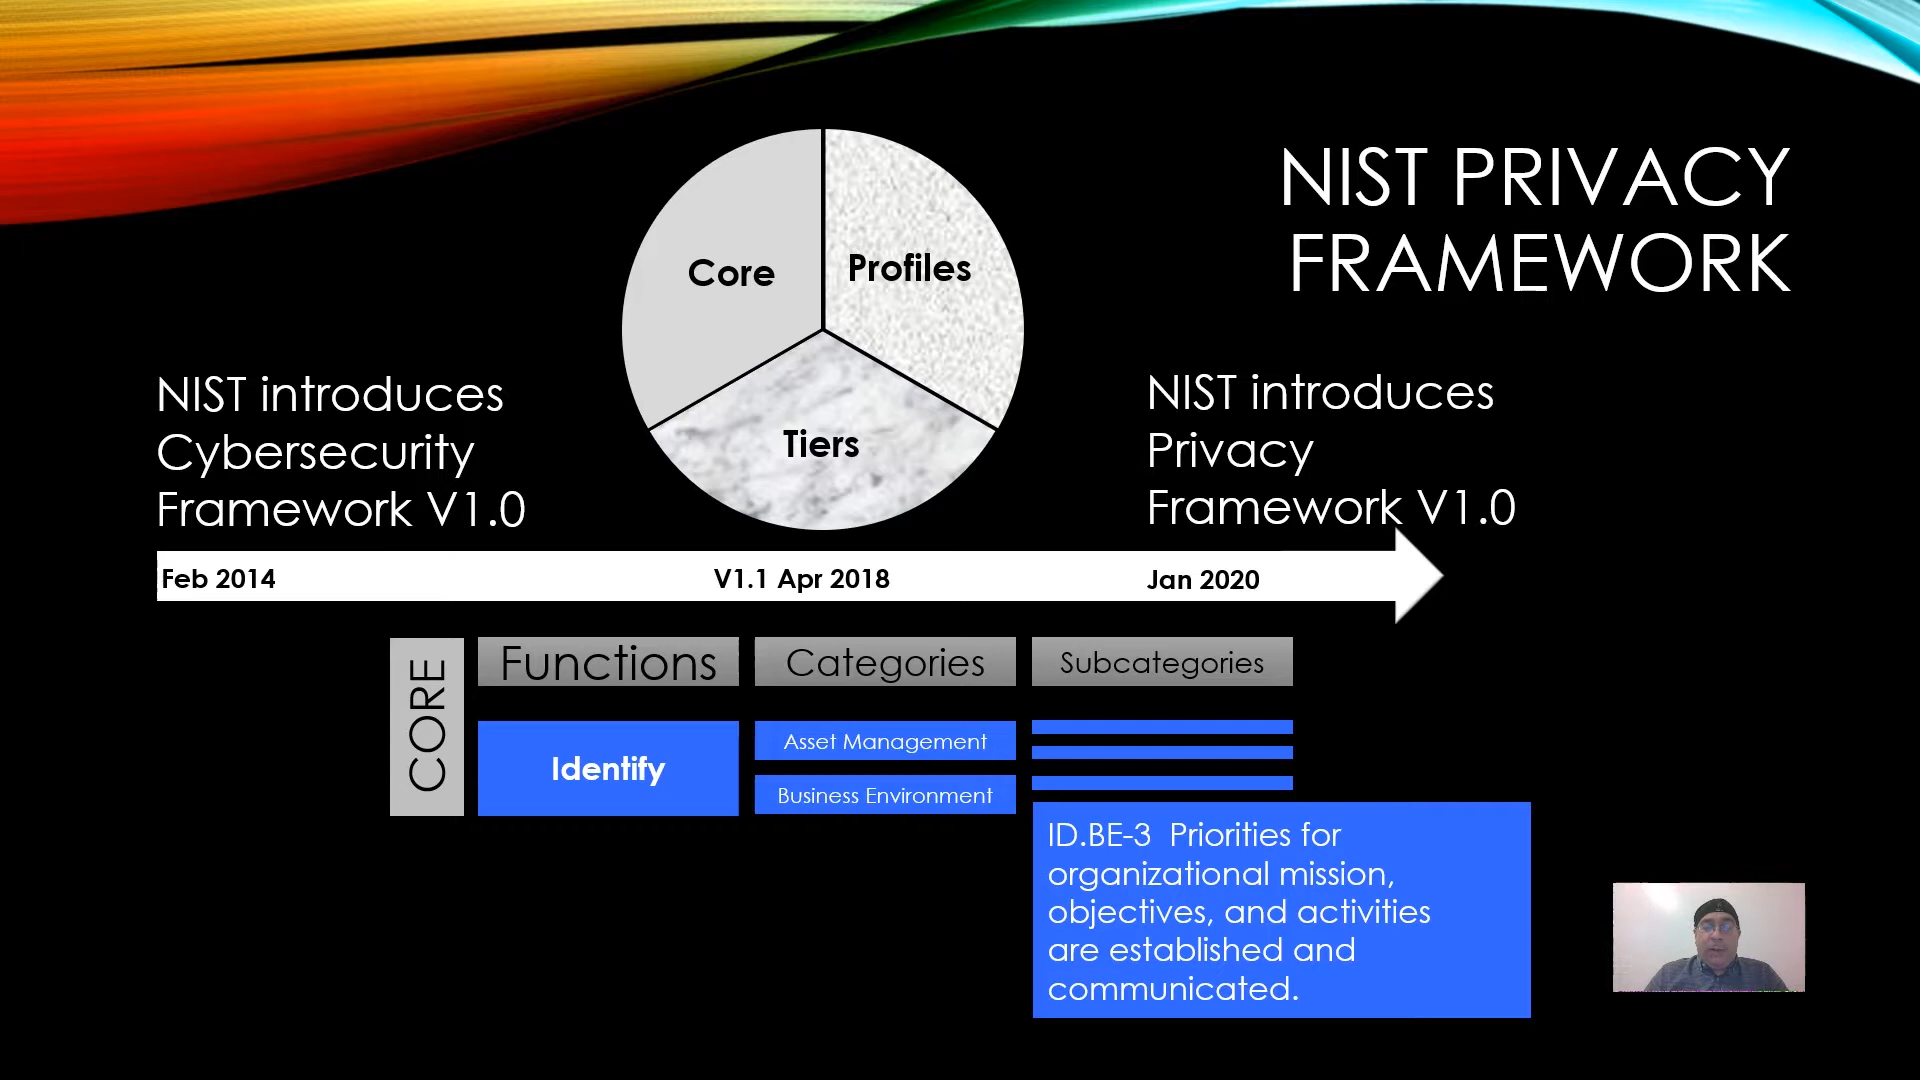 NIST PRIVACY
FRAMEWORK
Core
Profiles
Tiers
NIST introduces
Cybersecurity
Framework V1.0
NIST introduces
Privacy
Framework V1.0
Feb 2014
V1.1 Apr 2018
Jan 2020
CORE
Functions
Categories
Subcategories
Identify
Asset Management
Business Environment
ID.BE-3 Priorities for
organizational mission,
objectives, and activities
are established and
communicated.